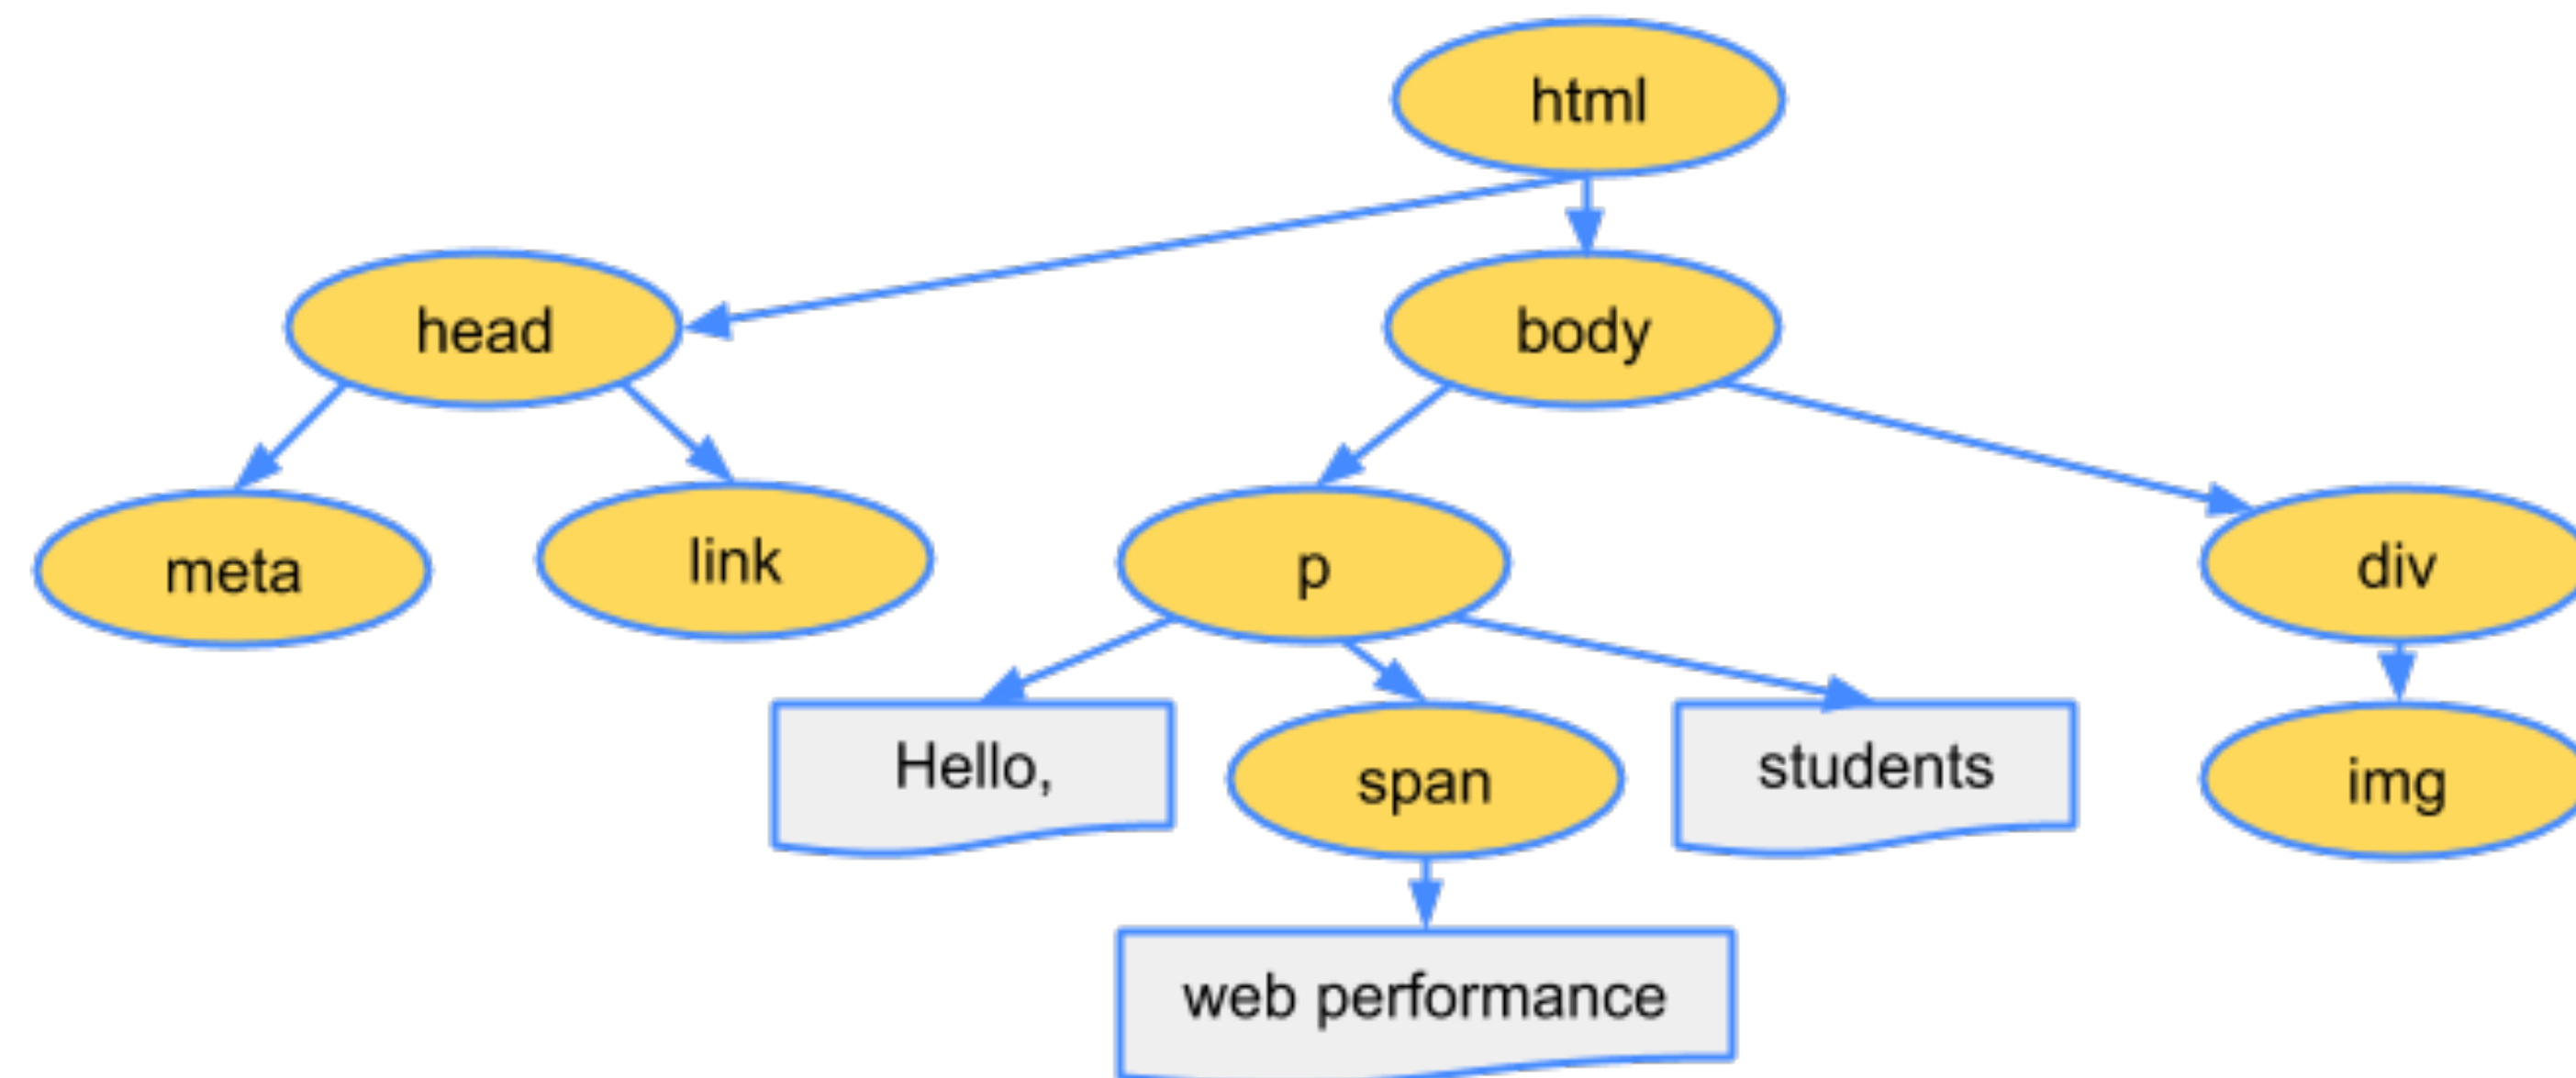 html
head
body
meta
link
p
div
Hello,
span
students
img
web performance